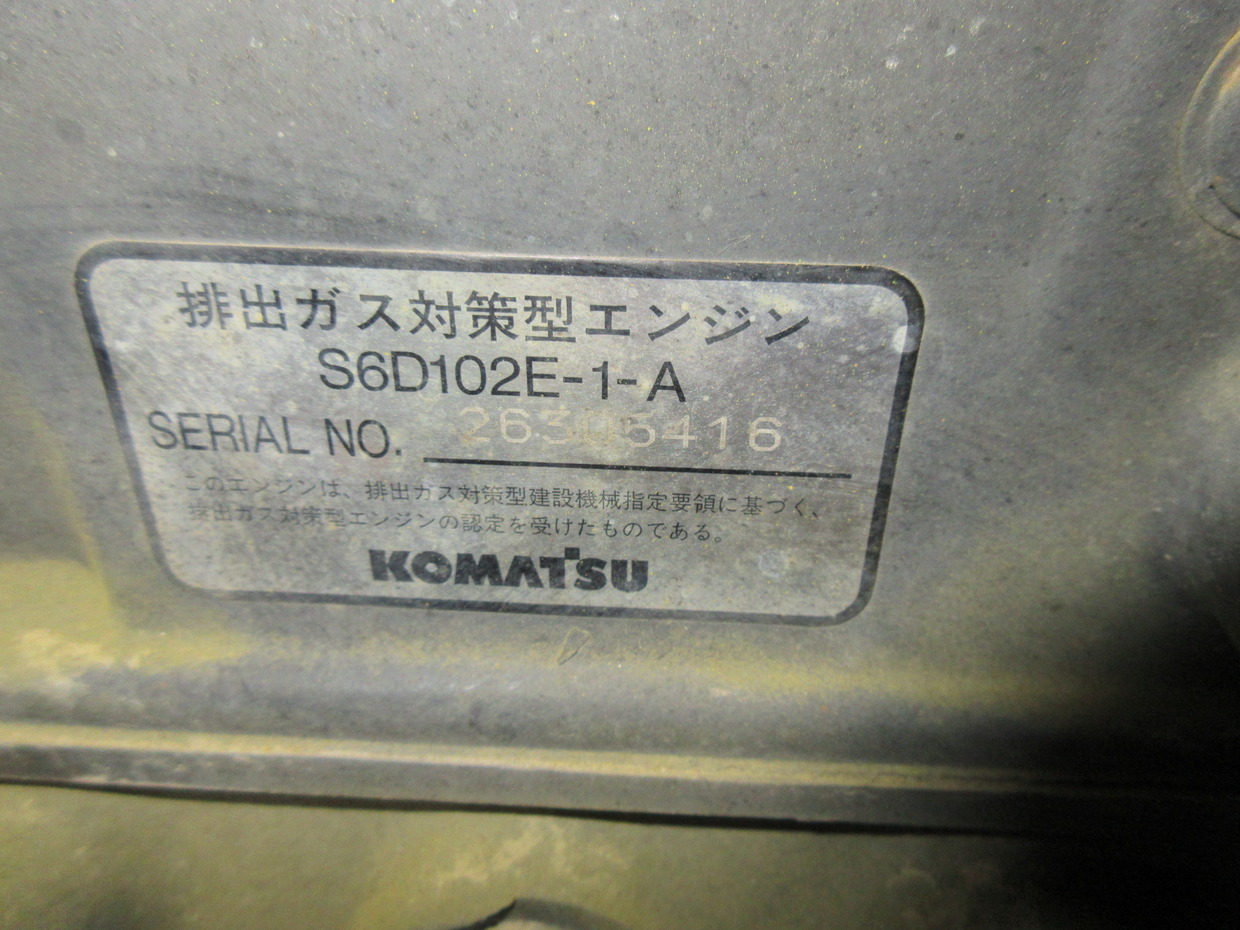 排出ガス対策型エンジン
S6D102E-1-A
SERIAL NO. 26305416
このエンジンは、排出ガス対策型建設機械指定要領に基づく、
排出ガス対策型エンジンの認定を受けたものである。
KOMATSU